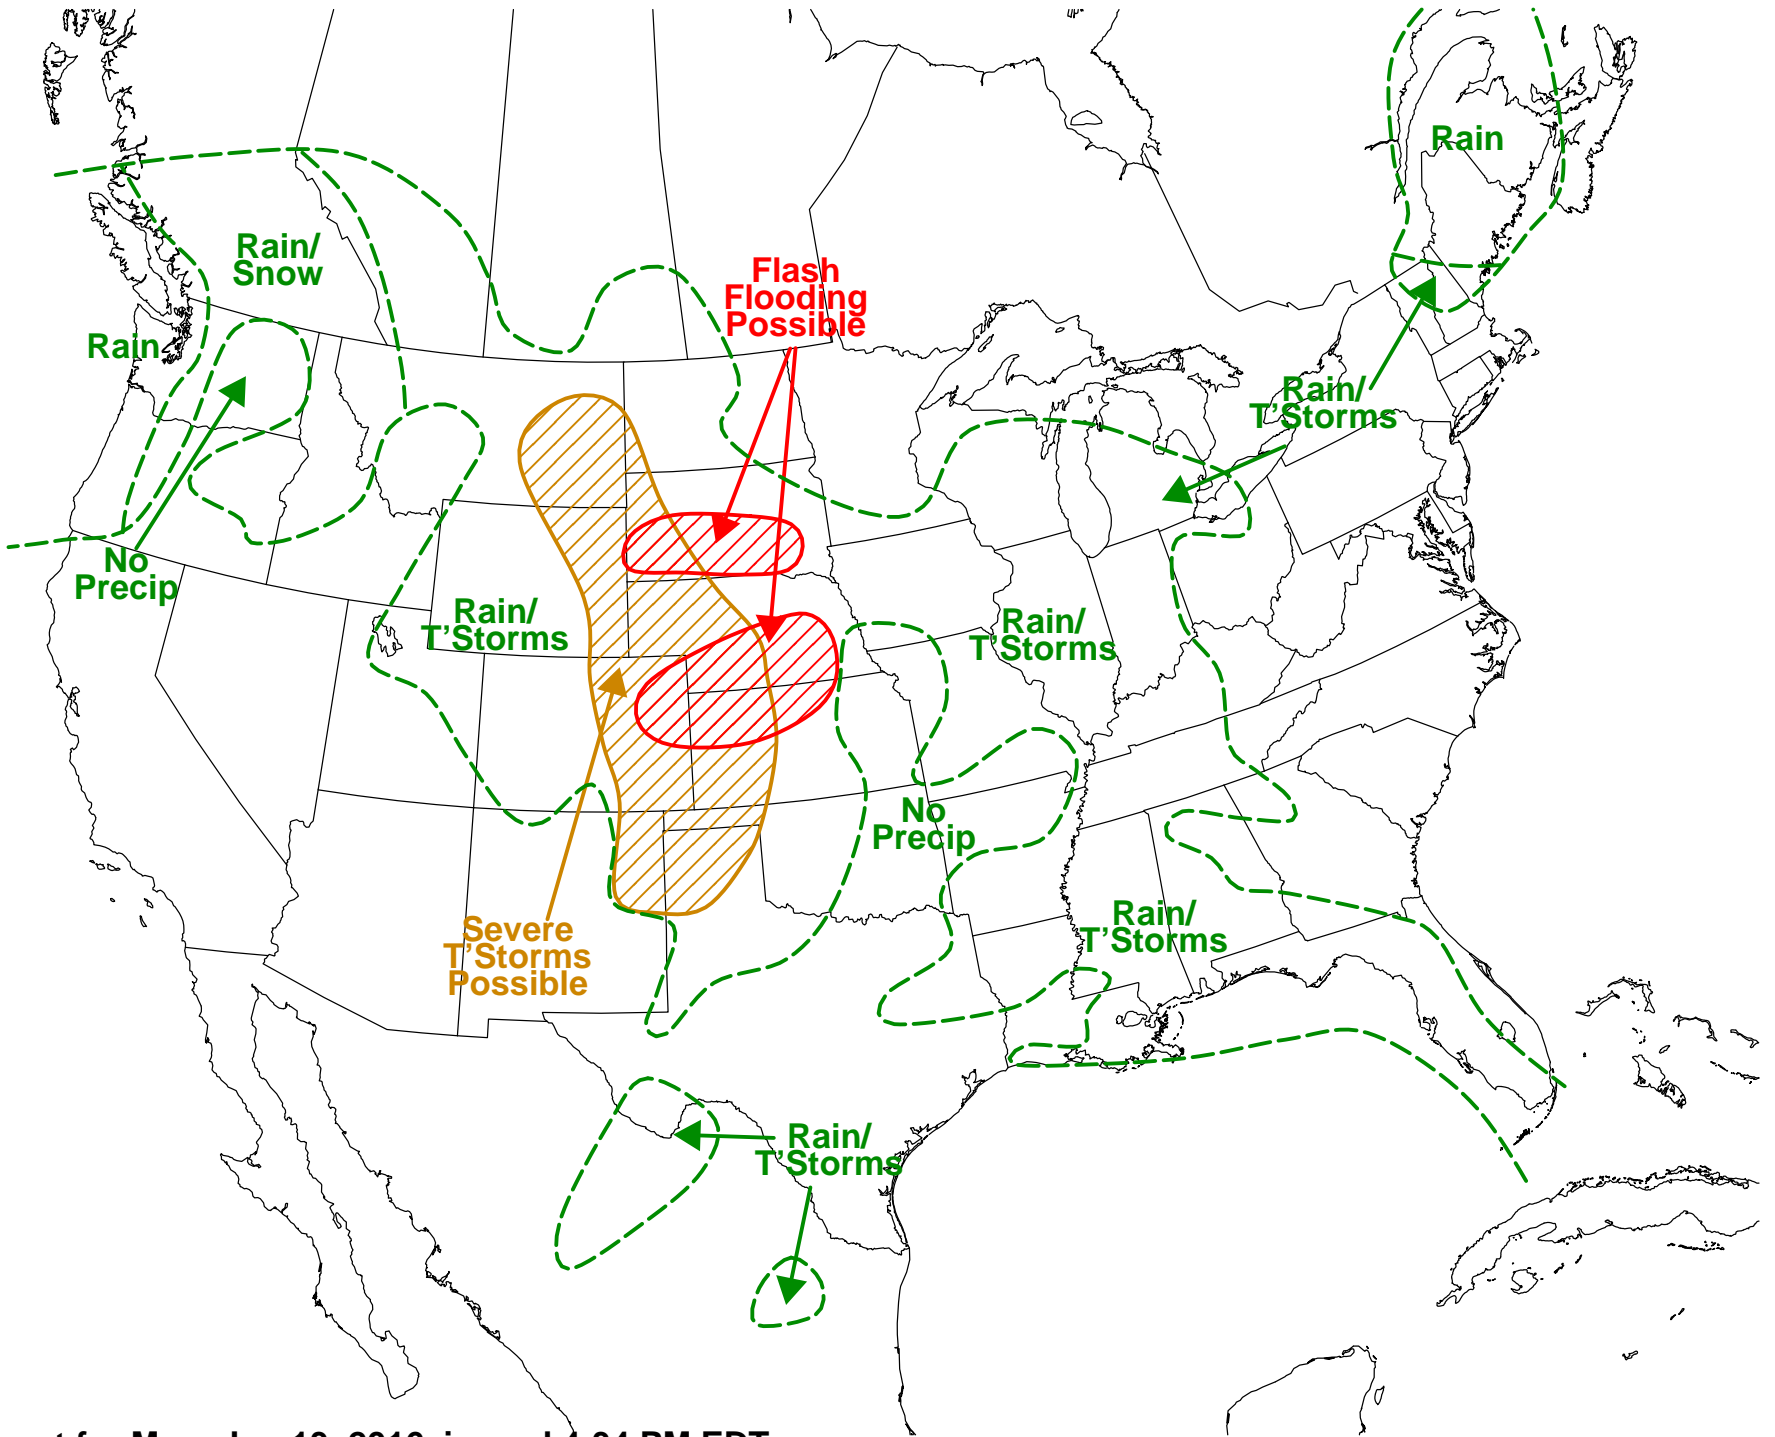 Rain
Rain/
Snow
Flash
Flooding
Possible
Rain
Rain/
T'Storms
No
Precip
Rain/
T'Storms
Rain/
T'Storms
No
Precip
Rain/
T'Storms
Severe
T'Storms
Possible
Rain/
T'Storms